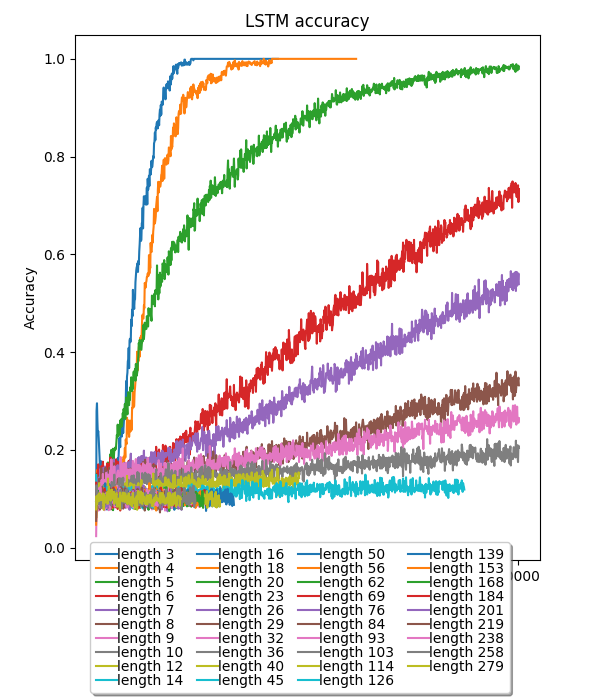 LSTM accuracy
1.0
0.8
0.6
0.4
0.2
0.0
Accuracy
length 3 length 16 length 50 length 139
length 4 length 18 length 56 length 153
length 5 length 20 length 62 length 168
length 6 length 23 length 69 length 184
length 7 length 26 length 76 length 201
length 8 length 29 length 84 length 219
length 9 length 32 length 93 length 238
length 10 length 36 length 103 length 258
length 12 length 40 length 114 length 279
length 14 length 45 length 126